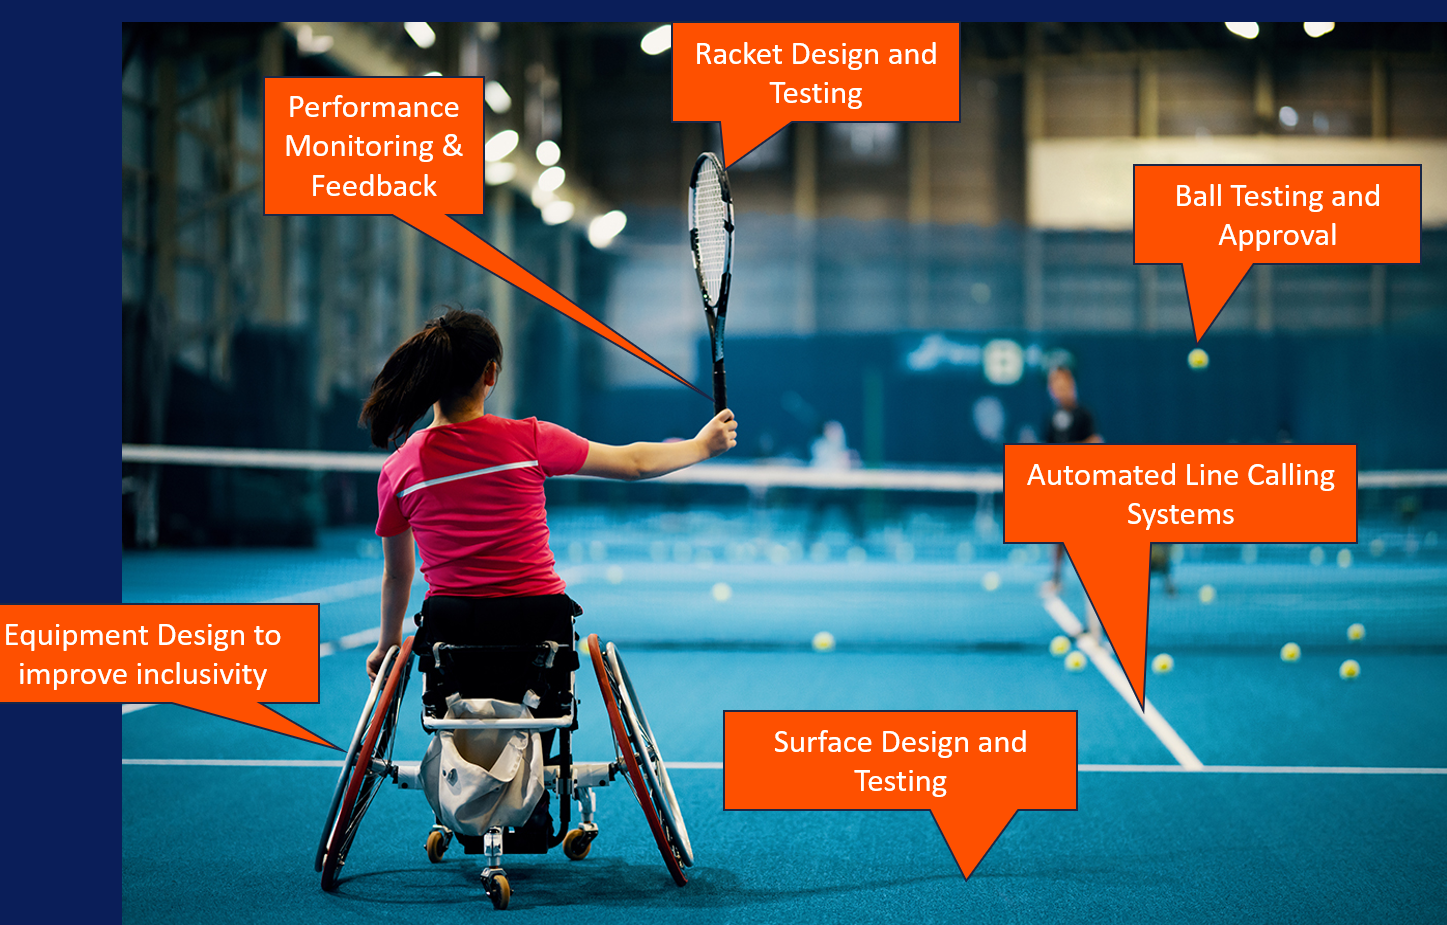 Racket Design and
Testing
Performance
Monitoring &
Feedback
Ball Testing and
Approval
Automated Line Calling
Systems
Equipment Design to
improve inclusivity
Surface Design and
Testing